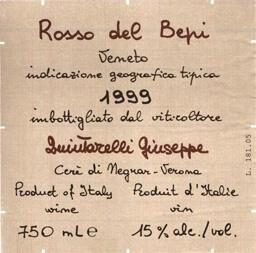 Rosso del Bepi
Veneto
indicazione geografica tipica
1999
imbottigliato dal viticoltore
Quintarelli Giuseppe
Cerè di Negrar - Verona
Product of Italy Produit d'Italie
wine vin
750 mL e 15% alc./vol.
L. 181.05